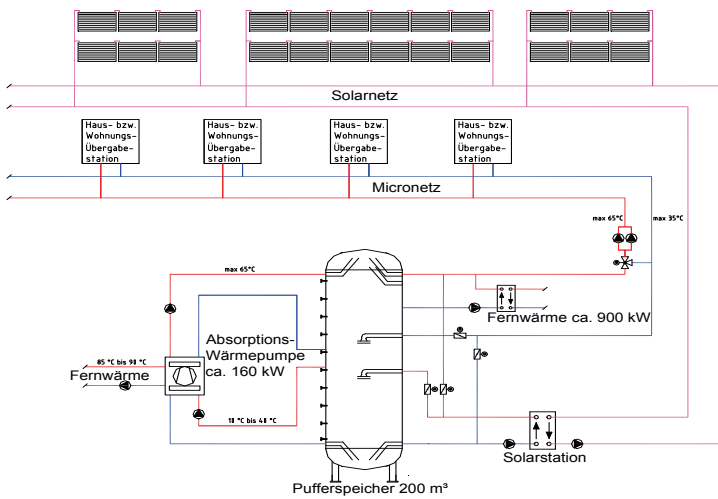 Solarnetz
Haus- bzw.
Wohnungs-
Übergabe-
station
Haus- bzw.
Wohnungs-
Übergabe-
station
Haus- bzw.
Wohnungs-
Übergabe-
station
Haus- bzw.
Wohnungs-
Übergabe-
station
Micronetz
max 65°C
max 35°C
max 65°C
Fernwärme ca. 900 kW
Absorptions-
Wärmepumpe
ca. 160 kW
85 °C bis 90 °C
Fernwärme
10 °C bis 40 °C
Solarstation
Pufferspeicher 200 m³